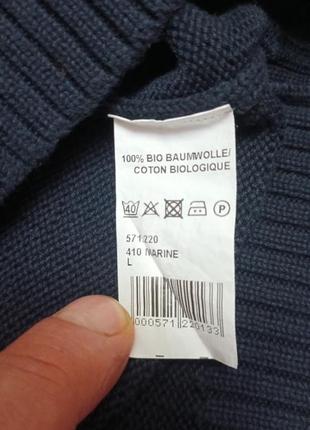 100% BIO BAUMWOLLE/
COTON BIOLOGIQUE
40 P
571220
410 MARINE
L
000571 220133